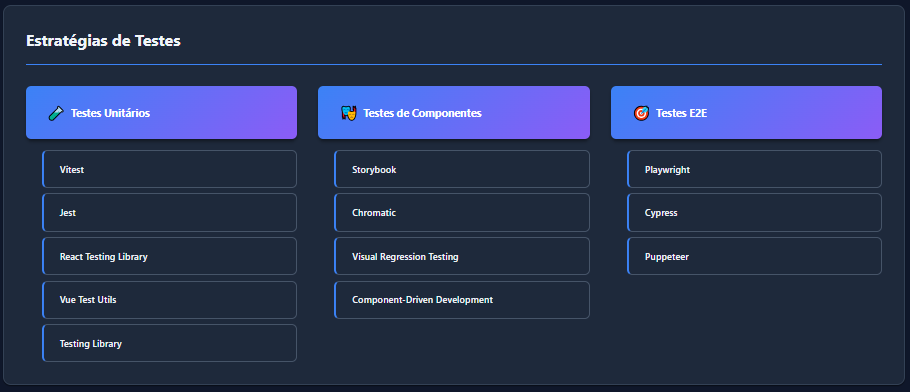 Estratégias de Testes
Testes Unitários
Vitest
Jest
React Testing Library
Vue Test Utils
Testing Library
Testes de Componentes
Storybook
Chromatic
Visual Regression Testing
Component-Driven Development
Testes E2E
Playwright
Cypress
Puppeteer